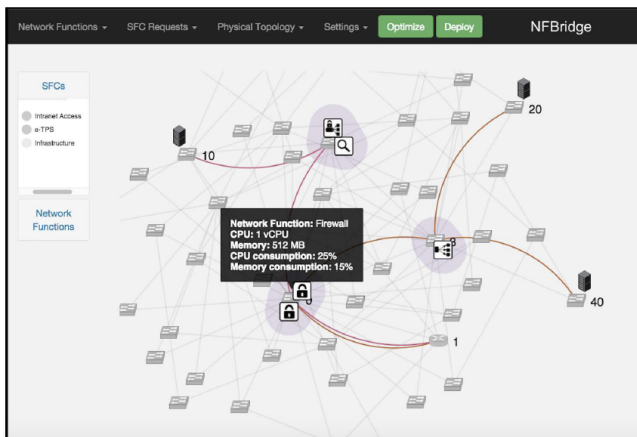 Network Functions
SFC Requests
Physical Topology
Settings
Optimize
Deploy
NFBridge
SFCs
Intranet Access
α-TPS
Infrastructure
Network
Functions
20
10
Network Function: Firewall
CPU: 1 vCPU
Memory: 512 MB
CPU consumption: 25%
Memory consumption: 15%
40
1